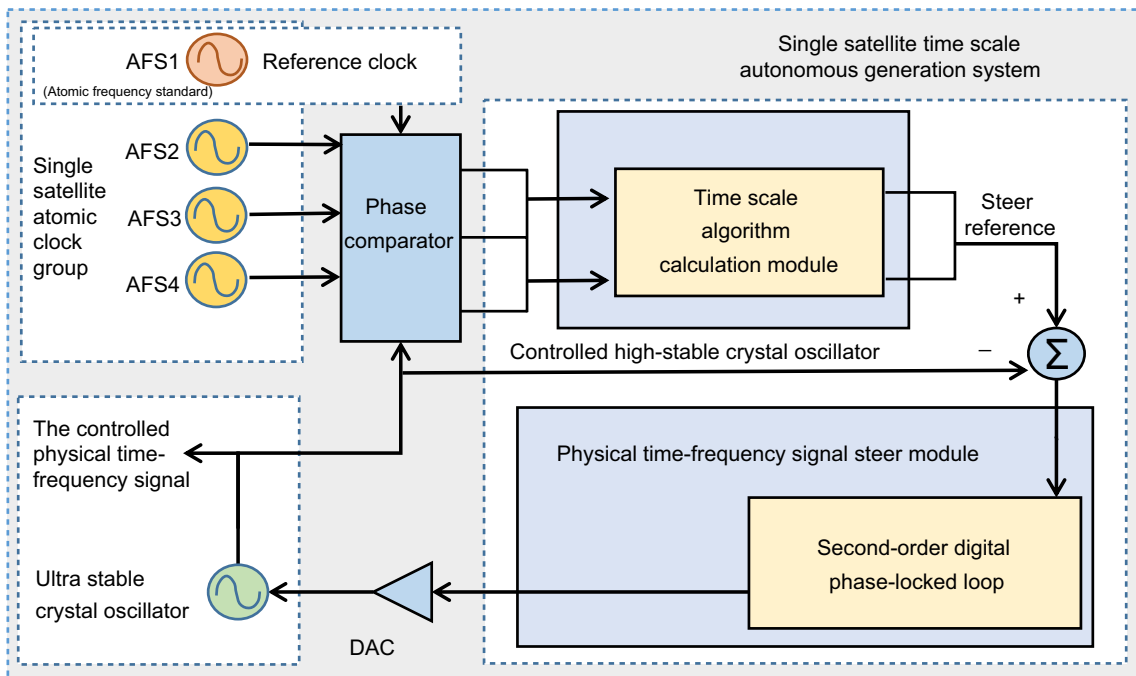 Single satellite time scale
autonomous generation system
AFS1
Reference clock
(Atomic frequency standard)
AFS2
AFS3
AFS4
Single
satellite
atomic
clock
group
Phase
comparator
Time scale
algorithm
calculation module
Steer
reference
+
−
Σ
Controlled high-stable crystal oscillator
The controlled
physical time-
frequency signal
Physical time-frequency signal steer module
Second-order digital
phase-locked loop
Ultra stable
crystal oscillator
DAC